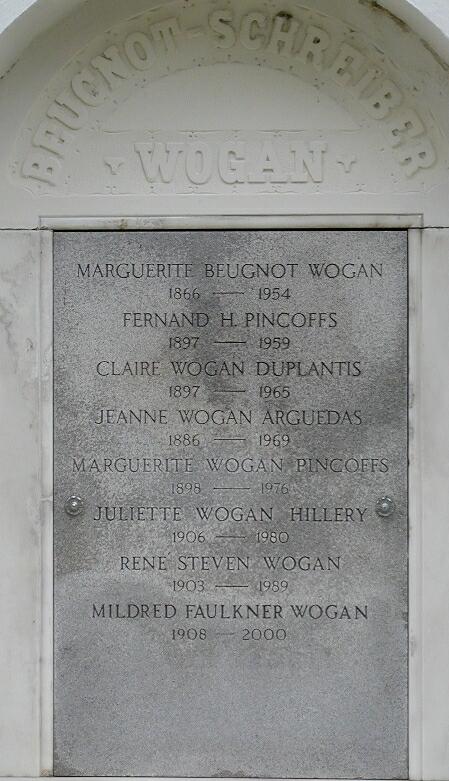 BEUGNOT-SCHREIBER
WOGAN
MARGUERITE BEUGNOT WOGAN
1866 — 1954
FERNAND H. PINCOFFS
1897 — 1959
CLAIRE WOGAN DUPLANTIS
1897 — 1965
JEANNE WOGAN ARGUEDAS
1886 — 1969
MARGUERITE WOGAN PINCOFFS
1898 — 1976
JULIETTE WOGAN HILLERY
1906 — 1980
RENÉ STEVEN WOGAN
1903 — 1989
MILDRED FAULKNER WOGAN
1908 — 2000